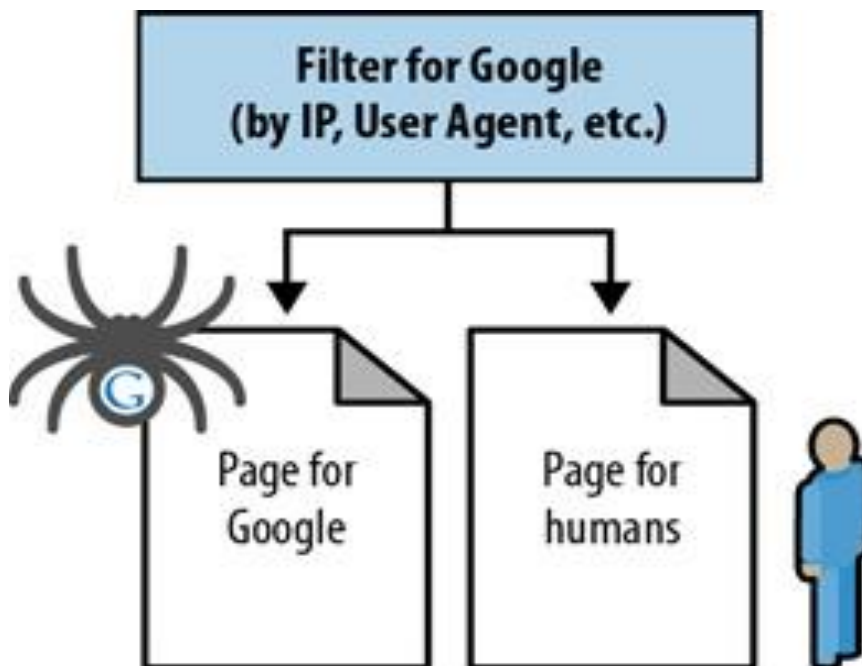 Filter for Google
(by IP, User Agent, etc.)
G
Page for
Google
Page for
humans